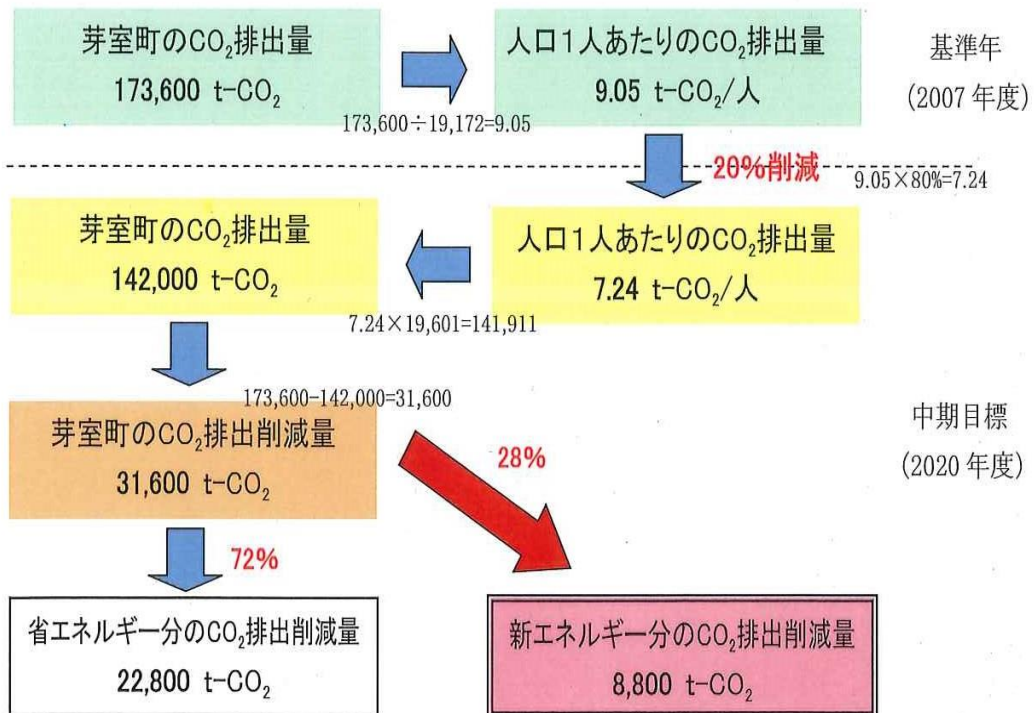 芽室町のCO₂排出量
173,600 t-CO₂
人口1人あたりのCO₂排出量
9.05 t-CO₂/人
基準年
(2007年度)
173,600÷19,172=9.05
20%削減
9.05×80%=7.24
芽室町のCO₂排出量
142,000 t-CO₂
人口1人あたりのCO₂排出量
7.24 t-CO₂/人
7.24×19,601=141,911
173,600-142,000=31,600
芽室町のCO₂排出削減量
31,600 t-CO₂
中期目標
(2020年度)
28%
72%
省エネルギー分のCO₂排出削減量
22,800 t-CO₂
新エネルギー分のCO₂排出削減量
8,800 t-CO₂